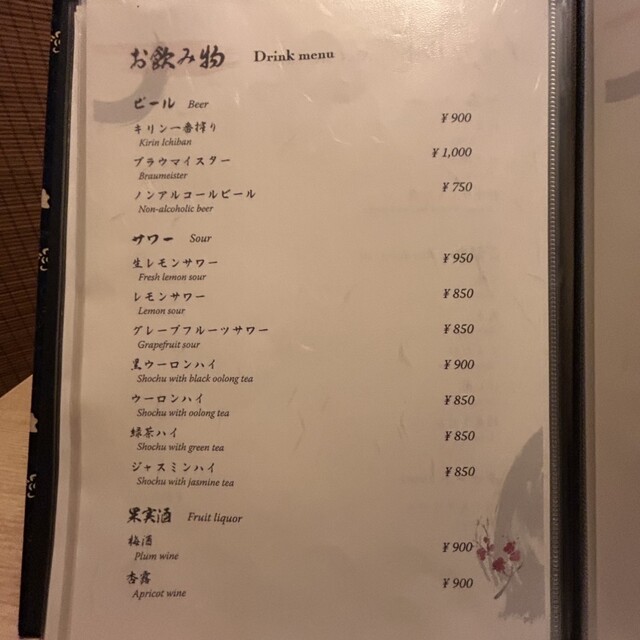 お飲み物 Drink menu
ビール Beer
キリン一番搾り ¥900
Kirin Ichiban
ブラウマイスター ¥1,000
Braumeister
ノンアルコールビール ¥750
Non-alcoholic beer
サワー Sour
生レモンサワー ¥950
Fresh lemon sour
レモンサワー ¥850
Lemon sour
グレープフルーツサワー ¥850
Grapefruit sour
黒ウーロンハイ ¥900
Shochu with black oolong tea
ウーロンハイ ¥850
Shochu with oolong tea
緑茶ハイ ¥850
Shochu with green tea
ジャスミンハイ ¥850
Shochu with jasmine tea
果実酒 Fruit liquor
梅酒 ¥900
Plum wine
杏露 ¥900
Apricot wine